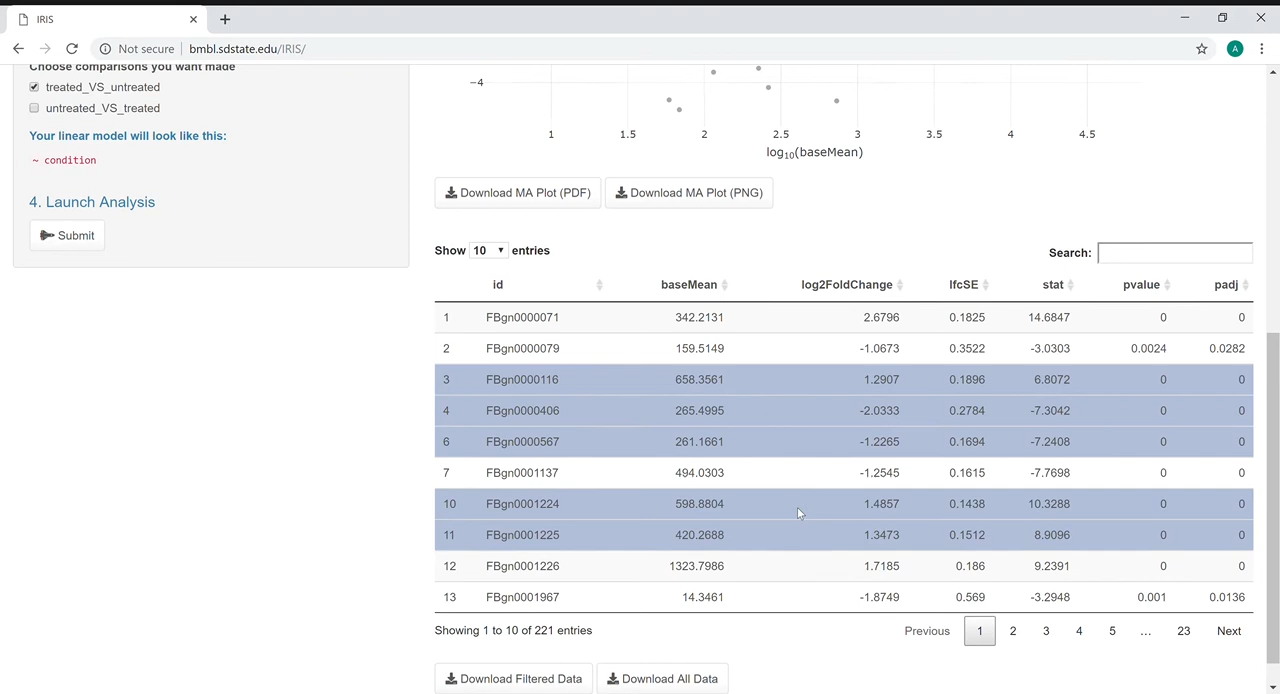 IRIS
Not secure bmbl.sdstate.edu/IRIS/
A
Choose comparisons you want made
treated_VS_untreated
untreated_VS_treated
Your linear model will look like this:
~ condition
4. Launch Analysis
Submit
−4
1 1.5 2 2.5 3 3.5 4 4.5
log10(baseMean)
Download MA Plot (PDF) Download MA Plot (PNG)
Show 10 entries Search:
id baseMean log2FoldChange lfcSE stat pvalue padj
1 FBgn0000071 342.2131 2.6796 0.1825 14.6847 0 0
2 FBgn0000079 159.5149 -1.0673 0.3522 -3.0303 0.0024 0.0282
3 FBgn0000116 658.3561 1.2907 0.1896 6.8072 0 0
4 FBgn0000406 265.4995 -2.0333 0.2784 -7.3042 0 0
6 FBgn0000567 261.1661 -1.2265 0.1694 -7.2408 0 0
7 FBgn0001137 494.0303 -1.2545 0.1615 -7.7698 0 0
10 FBgn0001224 598.8804 1.4857 0.1438 10.3288 0 0
11 FBgn0001225 420.2688 1.3473 0.1512 8.9096 0 0
12 FBgn0001226 1323.7986 1.7185 0.186 9.2391 0 0
13 FBgn0001967 14.3461 -1.8749 0.569 -3.2948 0.001 0.0136
Showing 1 to 10 of 221 entries Previous 1 2 3 4 5 … 23 Next
Download Filtered Data Download All Data